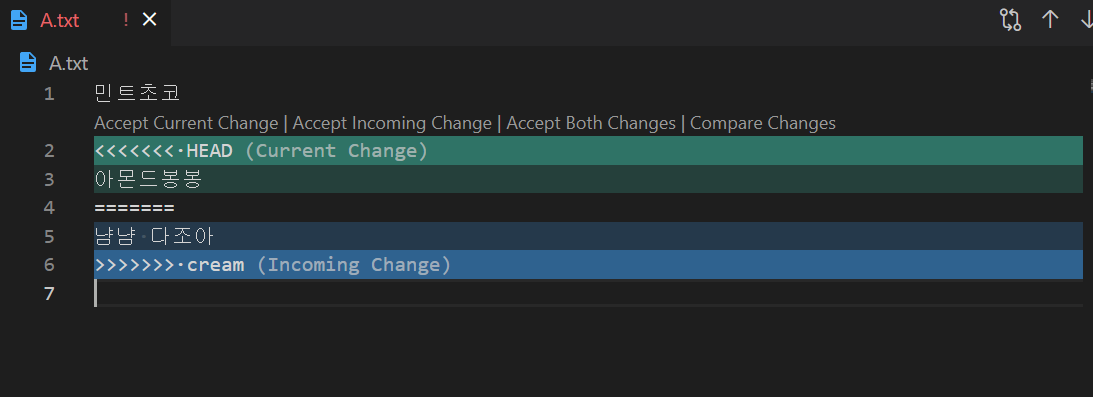 A.txt !
A.txt
1 민트초코
Accept Current Change | Accept Incoming Change | Accept Both Changes | Compare Changes
2 <<<<<<<·HEAD (Current Change)
3 아몬드봉봉
4 =======
5 냠냠·다조아
6 >>>>>>>·cream (Incoming Change)
7